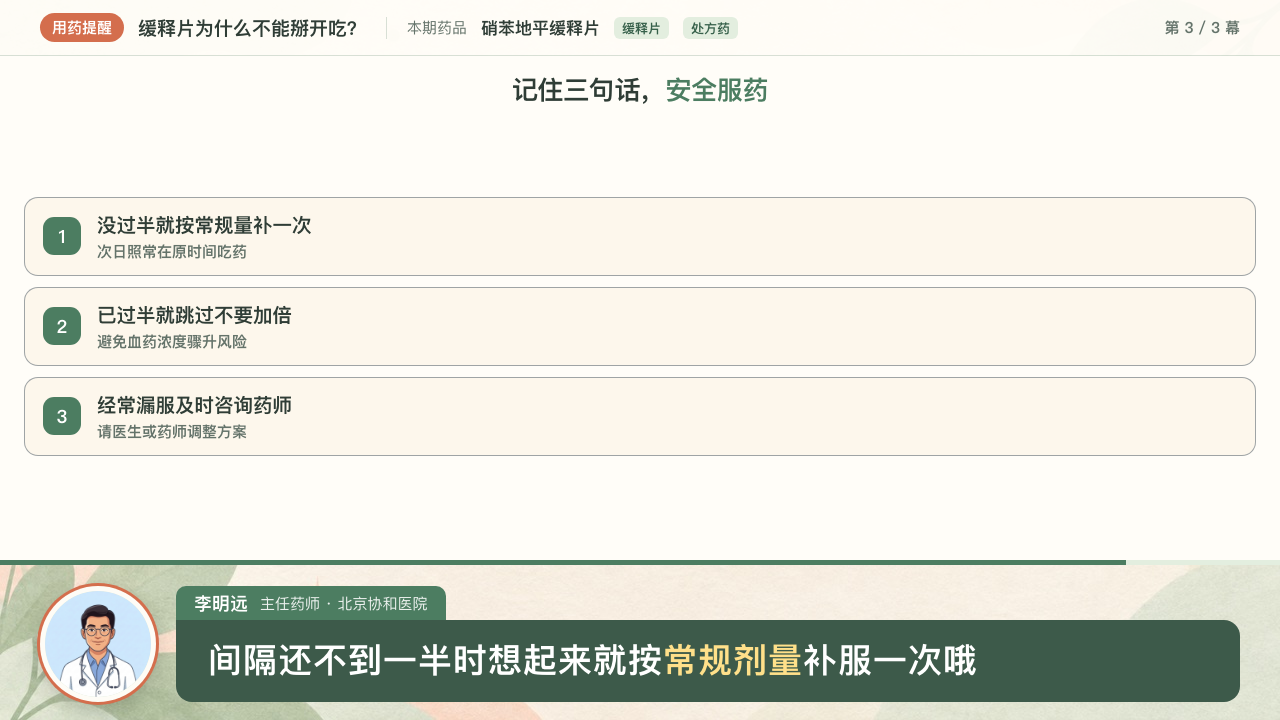 用药提醒 缓释片为什么不能掰开吃? 本期药品 硝苯地平缓释片 缓释片 处方药 第 3 / 3 幕
记住三句话，安全服药
1 没过半就按常规量补一次
次日照常在原时间吃药
2 已过半就跳过不要加倍
避免血药浓度骤升风险
3 经常漏服及时咨询药师
请医生或药师调整方案
李明远 主任药师 · 北京协和医院
间隔还不到一半时想起来就按常规剂量补服一次哦